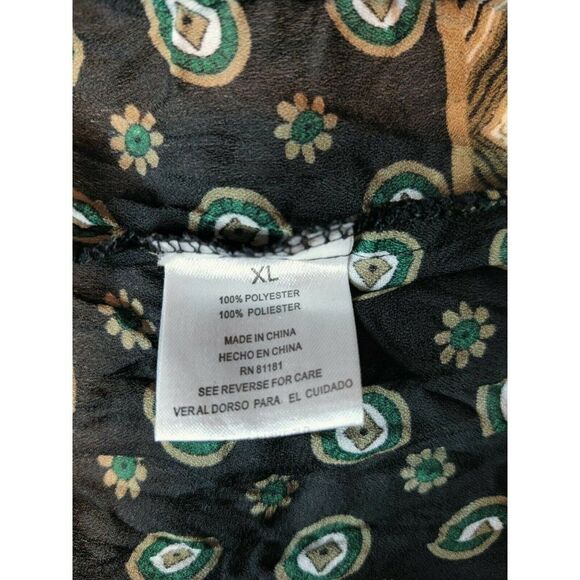 XL
100% POLYESTER
100% POLIESTER
MADE IN CHINA
HECHO EN CHINA
RN 81181
SEE REVERSE FOR CARE
VER AL DORSO PARA EL CUIDADO